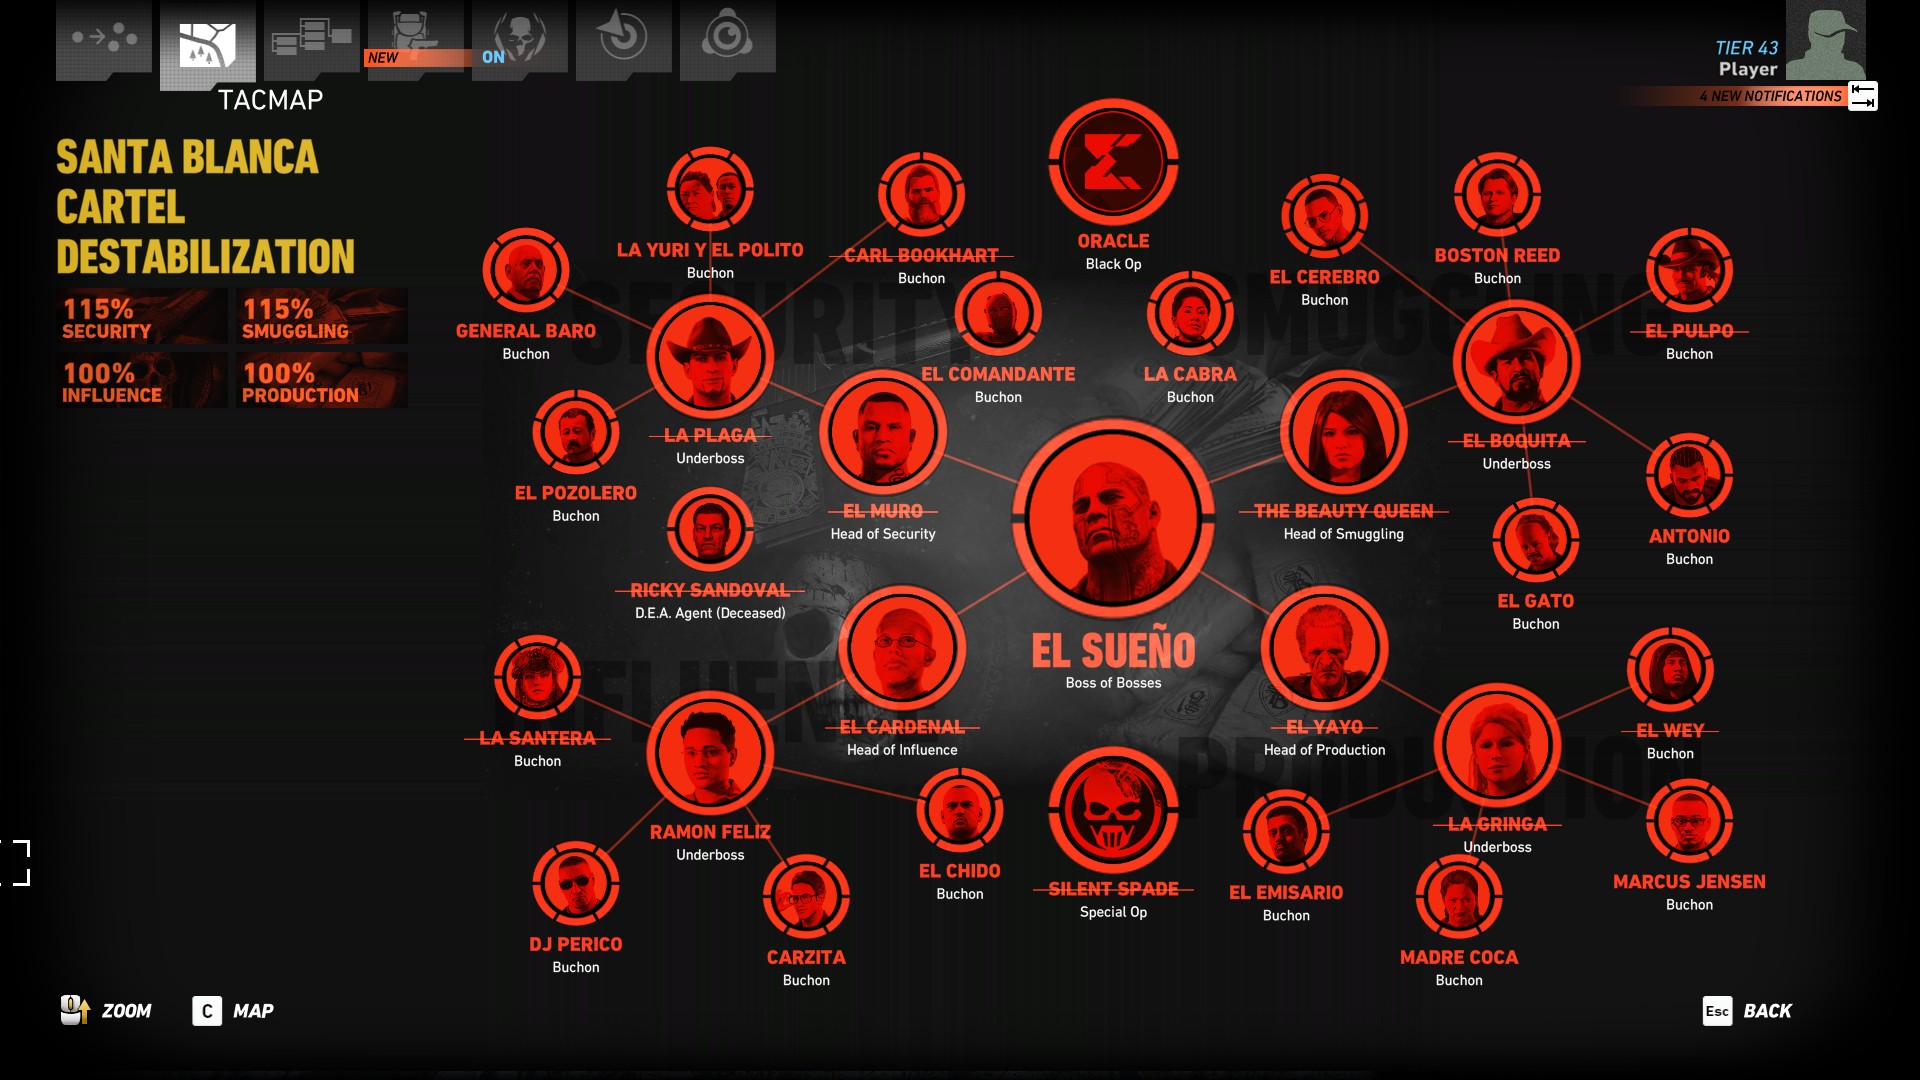 NEW
ON
TACMAP
TIER 43
Player
4 NEW NOTIFICATIONS
SANTA BLANCA
CARTEL
DESTABILIZATION
115%
SECURITY
115%
SMUGGLING
100%
INFLUENCE
100%
PRODUCTION
SECURITY
SMUGGLING
INFLUENCE
PRODUCTION
LA YURI Y EL POLITO
Buchon
CARL BOOKHART
Buchon
ORACLE
Black Op
EL CEREBRO
Buchon
BOSTON REED
Buchon
GENERAL BARO
Buchon
EL PULPO
Buchon
EL COMANDANTE
Buchon
LA CABRA
Buchon
LA PLAGA
Underboss
EL BOQUITA
Underboss
EL POZOLERO
Buchon
EL MURO
Head of Security
THE BEAUTY QUEEN
Head of Smuggling
ANTONIO
Buchon
RICKY SANDOVAL
D.E.A. Agent (Deceased)
EL GATO
Buchon
EL SUEÑO
Boss of Bosses
LA SANTERA
Buchon
EL CARDENAL
Head of Influence
EL YAYO
Head of Production
EL WEY
Buchon
RAMON FELIZ
Underboss
LA GRINGA
Underboss
EL CHIDO
Buchon
SILENT SPADE
Special Op
EL EMISARIO
Buchon
MARCUS JENSEN
Buchon
DJ PERICO
Buchon
CARZITA
Buchon
MADRE COCA
Buchon
ZOOM
C MAP
Esc BACK